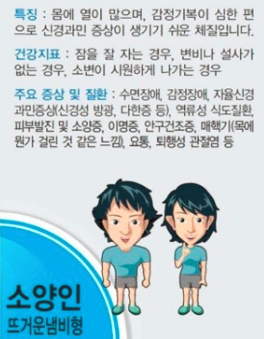 특징 : 몸에 열이 많으며, 감정기복이 심한 편
으로 신경과민 증상이 생기기 쉬운 체질입니다.
건강지표 : 잠을 잘 자는 경우, 변비나 설사가
없는 경우, 소변이 시원하게 나가는 경우
주요 증상 및 질환 : 수면장애, 감정장애, 자율신경
과민증상(신경성 방광, 다한증 등), 역류성 식도질환,
피부발진 및 소양증, 이명증, 안구건조증, 매핵기(목에
뭔가 걸린 것 같은 느낌), 요통, 퇴행성 관절염 등
소양인
뜨거운냄비형